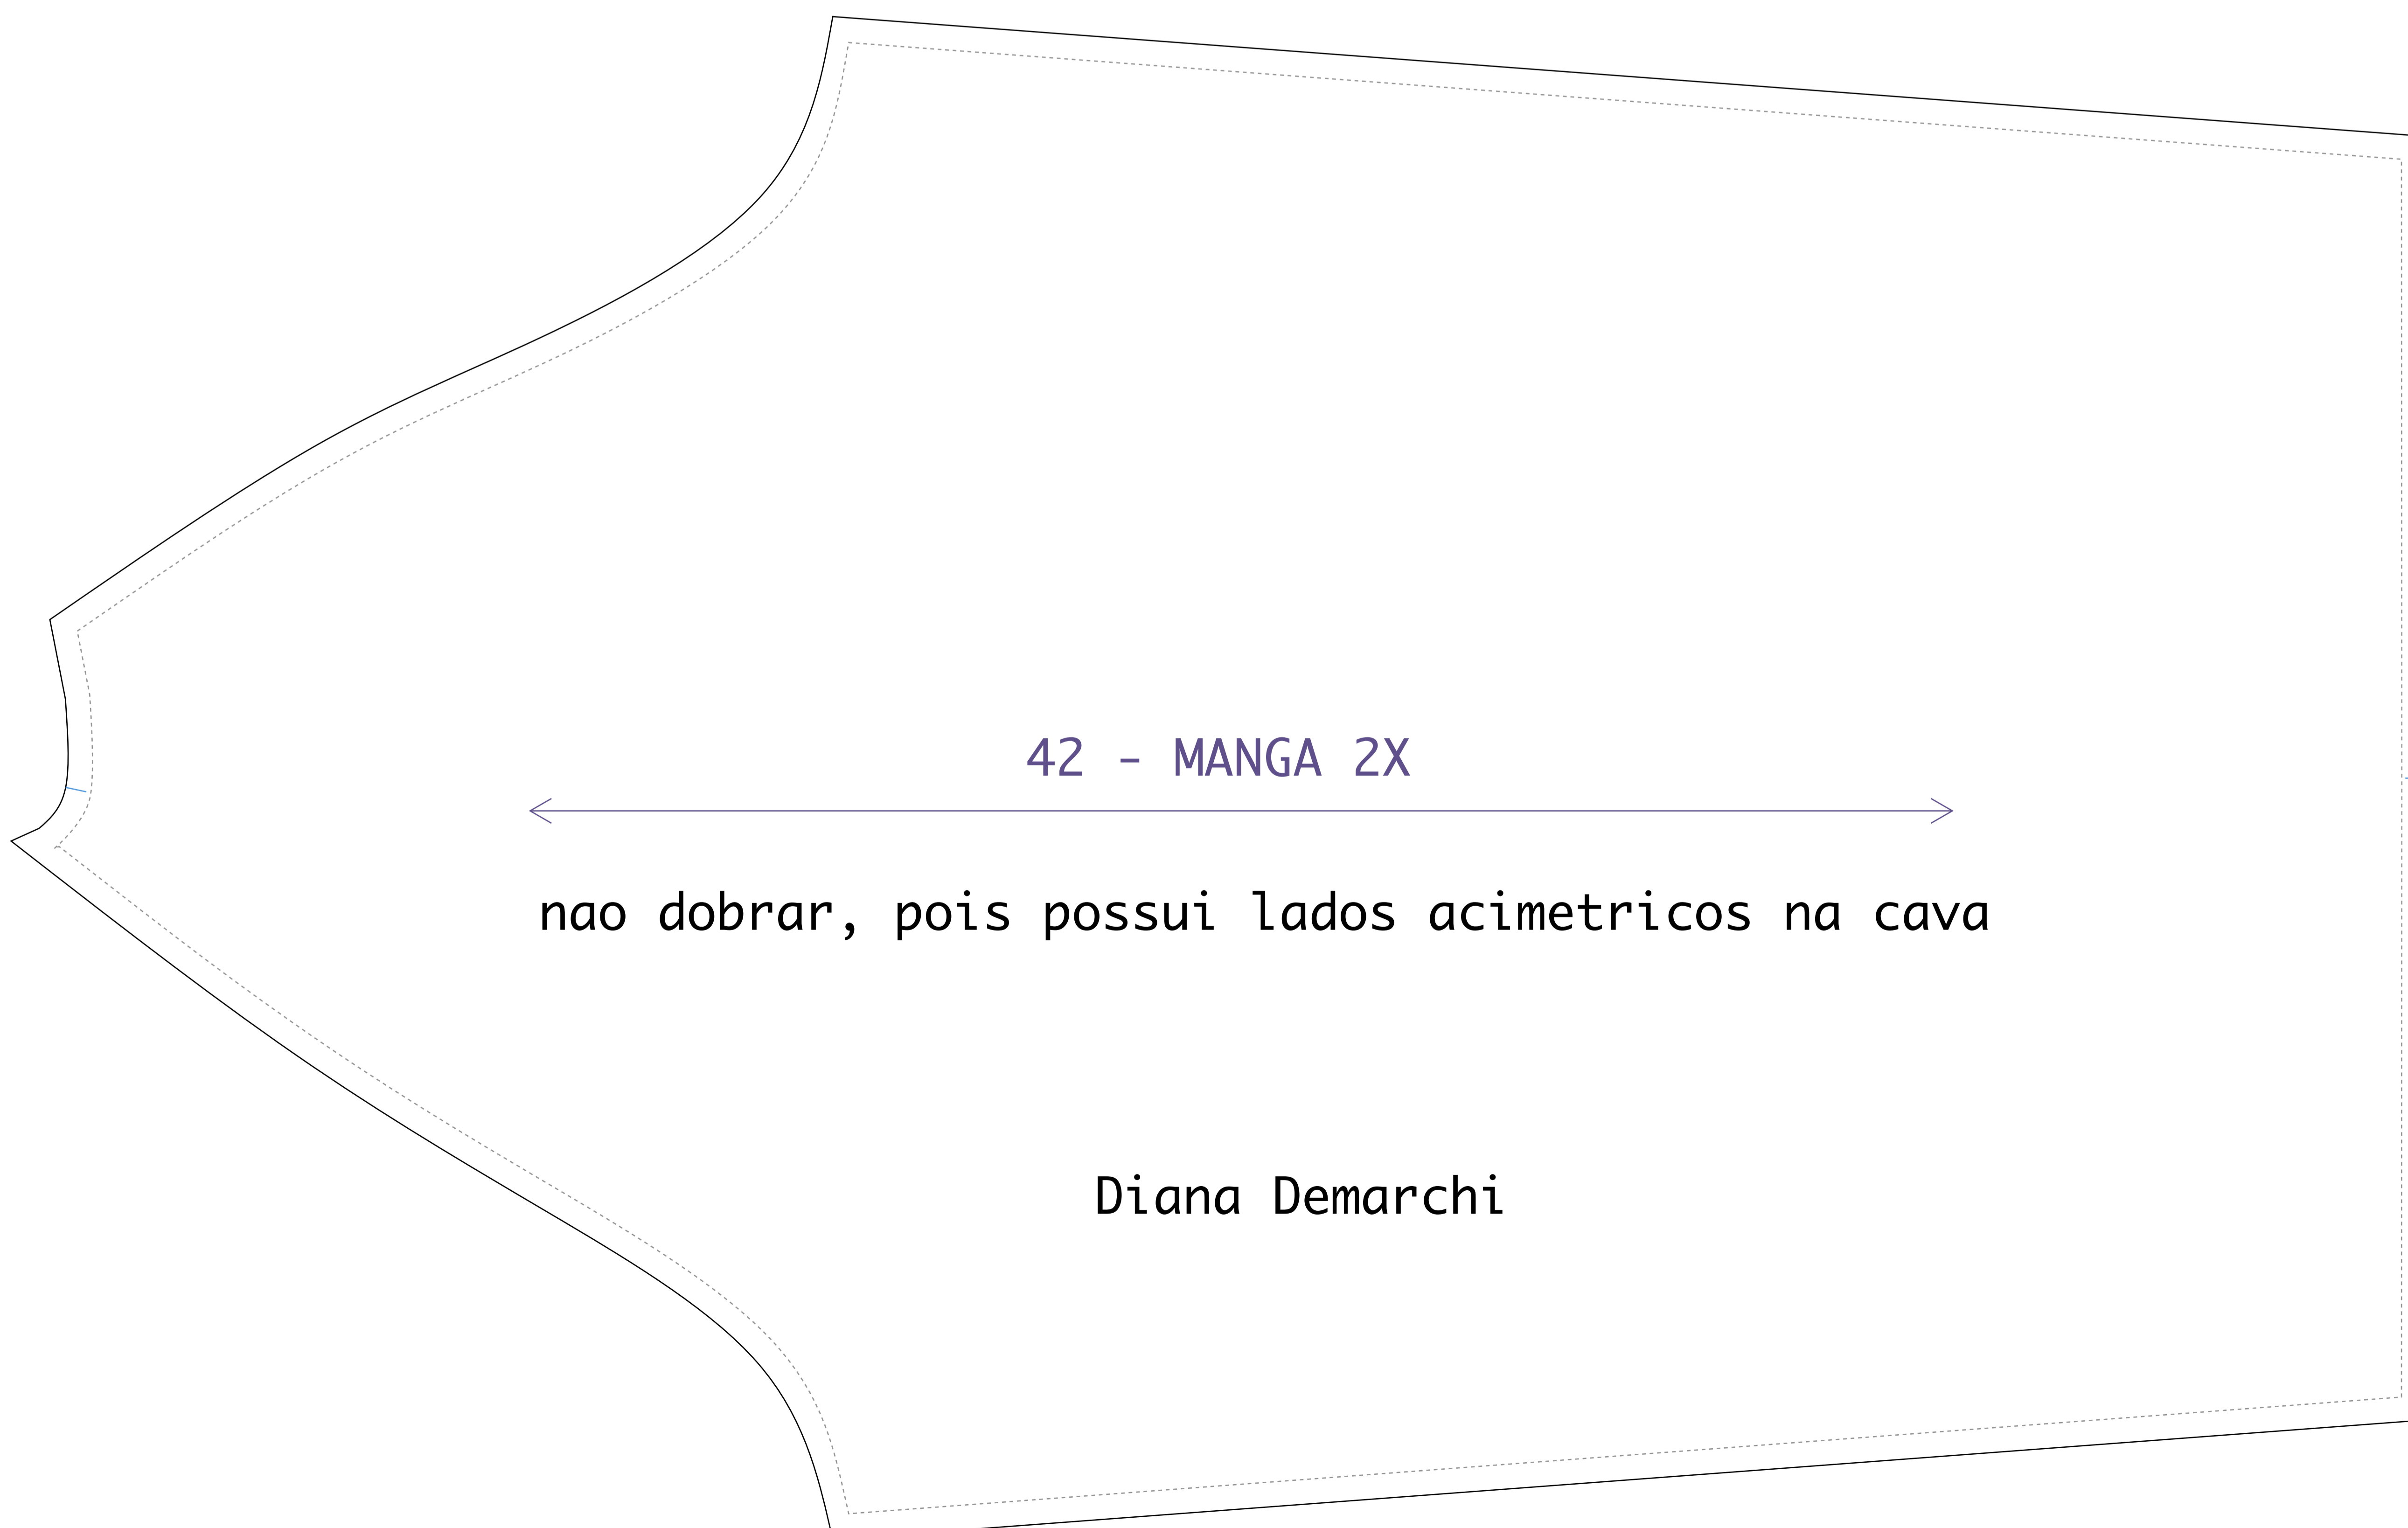 42 - MANGA 2X
nao dobrar, pois possui lados acimetricos na cava
Diana Demarchi